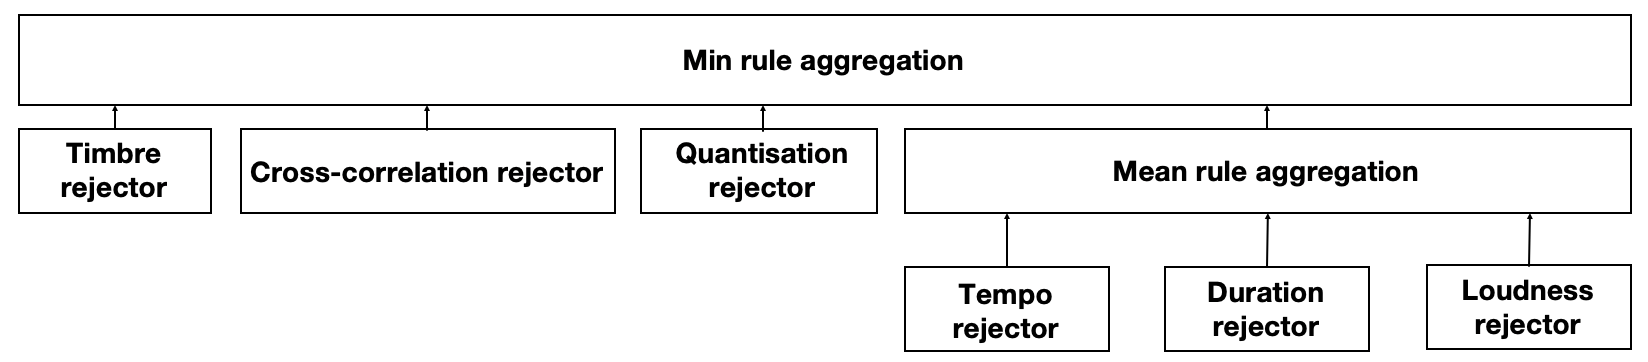 Min rule aggregation
Timbre
rejector
Cross-correlation rejector
Quantisation
rejector
Mean rule aggregation
Tempo
rejector
Duration
rejector
Loudness
rejector